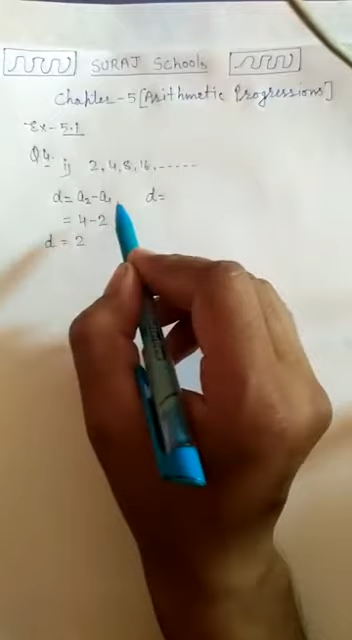 SURAJ Schools
Chapter-5 [Arithmetic Progressions]
Ex-5.1
Q4. i) 2, 4, 8, 16, -----
d = a₂-a₁ d =
= 4-2
d = 2